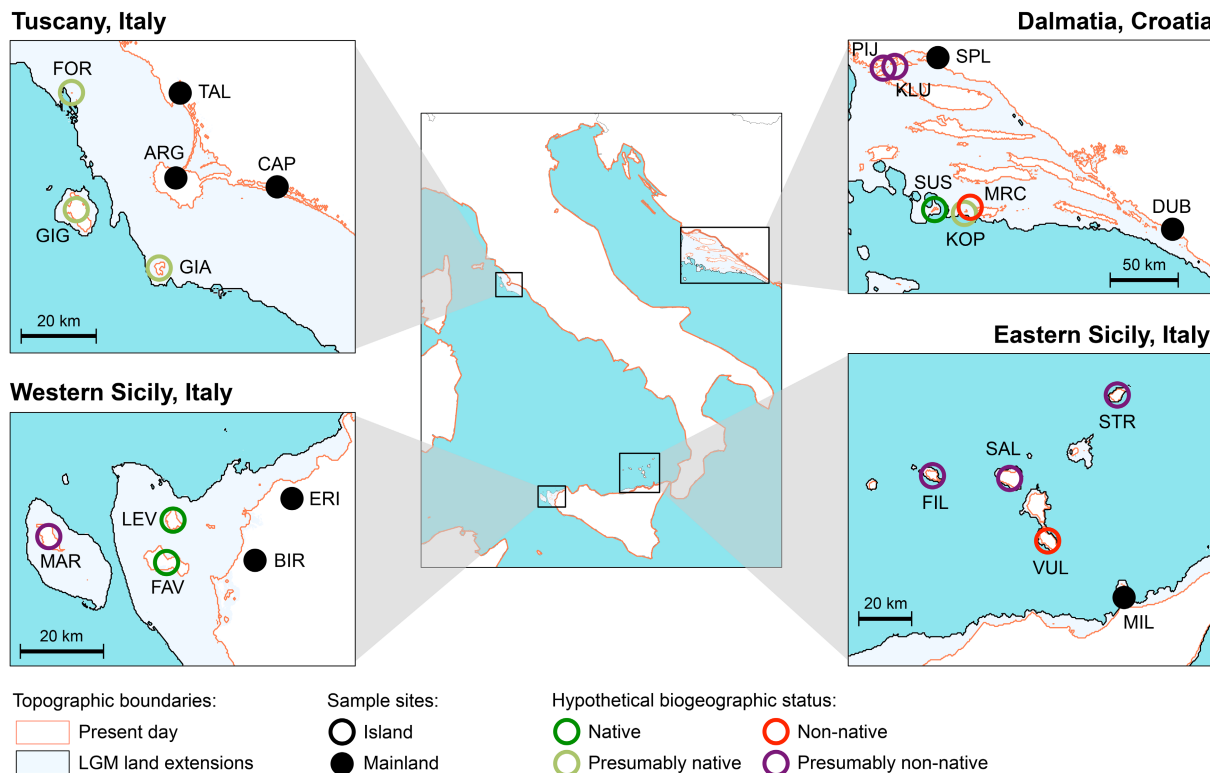 Tuscany, Italy
FOR
TAL
ARG
CAP
GIG
GIA
20 km
Dalmatia, Croatia
PIJ
SPL
KLU
SUS
MRC
KOP
DUB
50 km
Western Sicily, Italy
ERI
LEV
MAR
BIR
FAV
20 km
Eastern Sicily, Italy
STR
SAL
FIL
VUL
20 km
MIL
Topographic boundaries:
Present day
LGM land extensions
Sample sites:
Island
Mainland
Hypothetical biogeographic status:
Native
Non-native
Presumably native
Presumably non-native